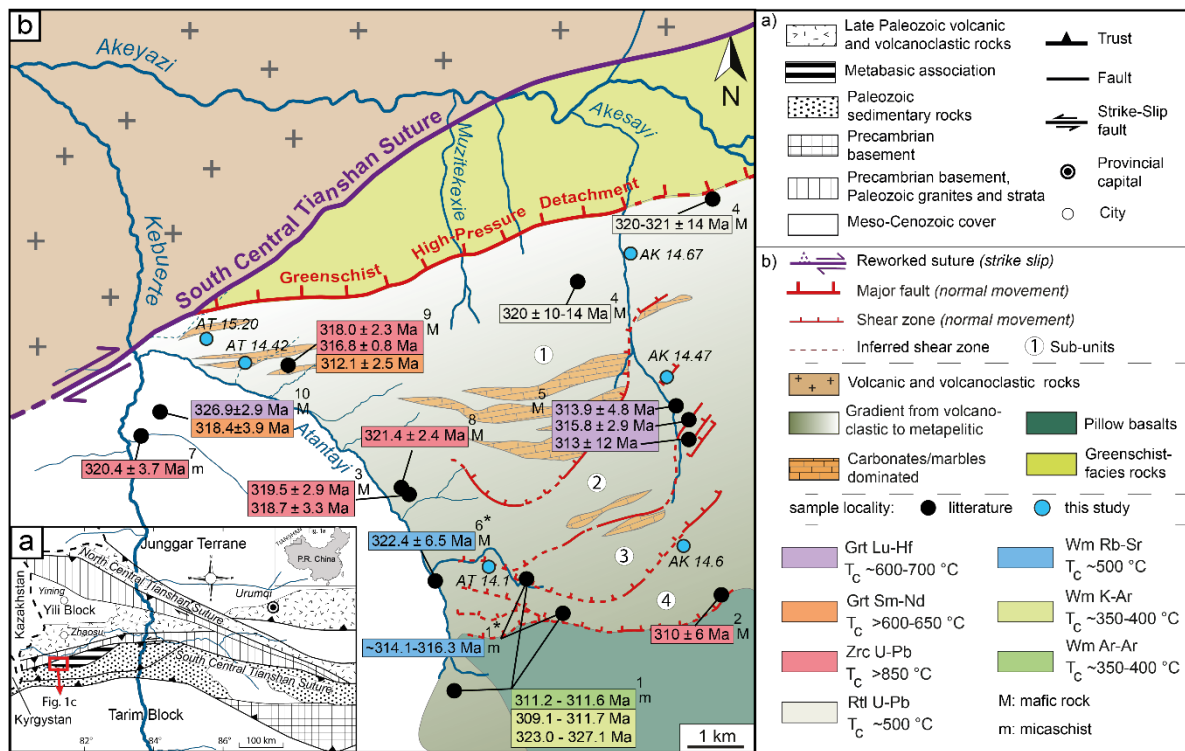 b
Akeyazi
N
South Central Tianshan Suture
Muzitekexie
Akesayi
Kebuerte
Greenschist High-Pressure Detachment
320-321 ± 14 Ma 4 M
AK 14.67
320 ± 10-14 Ma 4 M
AT 15.20
AT 14.42
9 M
318.0 ± 2.3 Ma
316.8 ± 0.8 Ma
312.1 ± 2.5 Ma
1
AK 14.47
10 M
326.9±2.9 Ma
318.4±3.9 Ma
5 M
313.9 ± 4.8 Ma
315.8 ± 2.9 Ma
313 ± 12 Ma
Atantayi
321.4 ± 2.4 Ma 8 M
320.4 ± 3.7 Ma 7 m
3 M
319.5 ± 2.9 Ma
318.7 ± 3.3 Ma
2
322.4 ± 6.5 Ma 6* M
AT 14.1
3
AK 14.6
4
~314.1-316.3 Ma 1* m
310 ± 6 Ma 2 M
1 m
311.2 - 311.6 Ma
309.1 - 311.7 Ma
323.0 - 327.1 Ma
1 km
a
Junggar Terrane
P.R. China
Kazakhstan
North Central Tianshan Suture
Yining
Yili Block
Urumqi
Zhaosu
South Central Tianshan Suture
Fig. 1c
Kyrgystan
Tarim Block
82 84 86 100 km
a)
Late Paleozoic volcanic
and volcanoclastic rocks
Metabasic association
Paleozoic
sedimentary rocks
Precambrian
basement
Precambrian basement,
Paleozoic granites and strata
Meso-Cenozoic cover
Trust
Fault
Strike-Slip
fault
Provincial
capital
City
b)
Reworked suture (strike slip)
Major fault (normal movement)
Shear zone (normal movement)
Inferred shear zone
1 Sub-units
Volcanic and volcanoclastic rocks
Gradient from volcano-
clastic to metapelitic
Pillow basalts
Carbonates/marbles
dominated
Greenschist-
facies rocks
sample locality: litterature this study
Grt Lu-Hf
Tc ~600-700 °C
Grt Sm-Nd
Tc >600-650 °C
Zrc U-Pb
Tc >850 °C
Rtl U-Pb
Tc ~500 °C
Wm Rb-Sr
Tc ~500 °C
Wm K-Ar
Tc ~350-400 °C
Wm Ar-Ar
Tc ~350-400 °C
M: mafic rock
m: micaschist